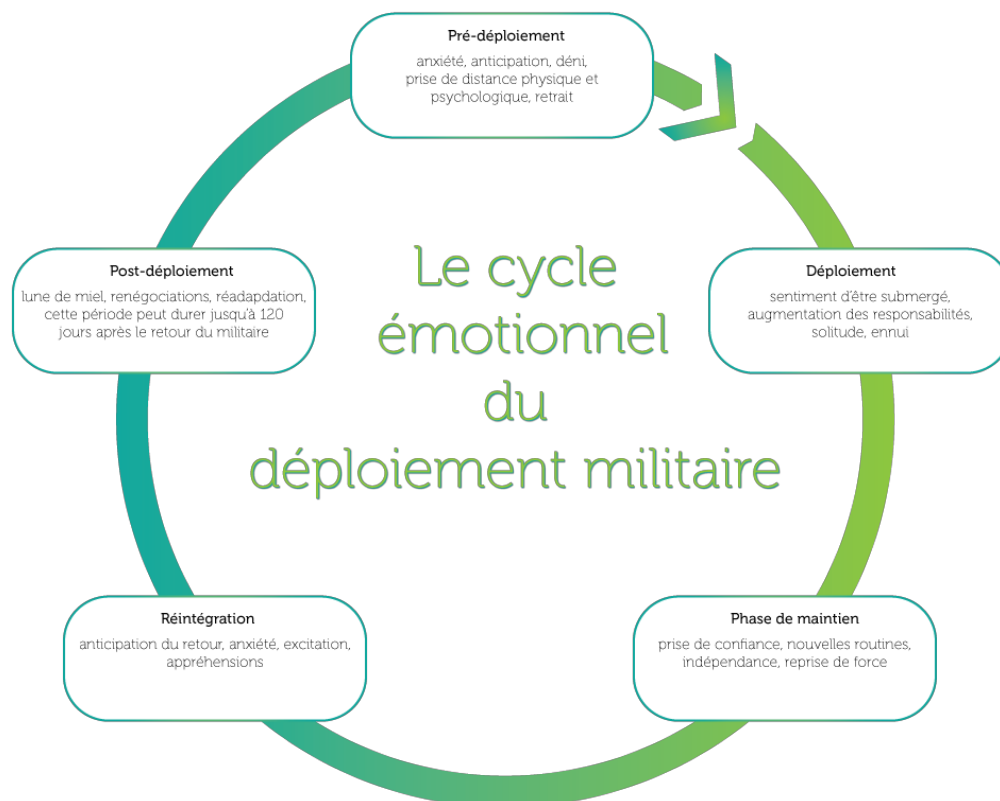 Pré-déploiement
anxiété, anticipation, déni,
prise de distance physique et
psychologique, retrait
Post-déploiement
lune de miel, renégociations, réadapdation,
cette période peut durer jusqu'à 120
jours après le retour du militaire
Le cycle
émotionnel
du
déploiement militaire
Déploiement
sentiment d'être submergé,
augmentation des responsabilités,
solitude, ennui
Réintégration
anticipation du retour, anxiété, excitation,
appréhensions
Phase de maintien
prise de confiance, nouvelles routines,
indépendance, reprise de force